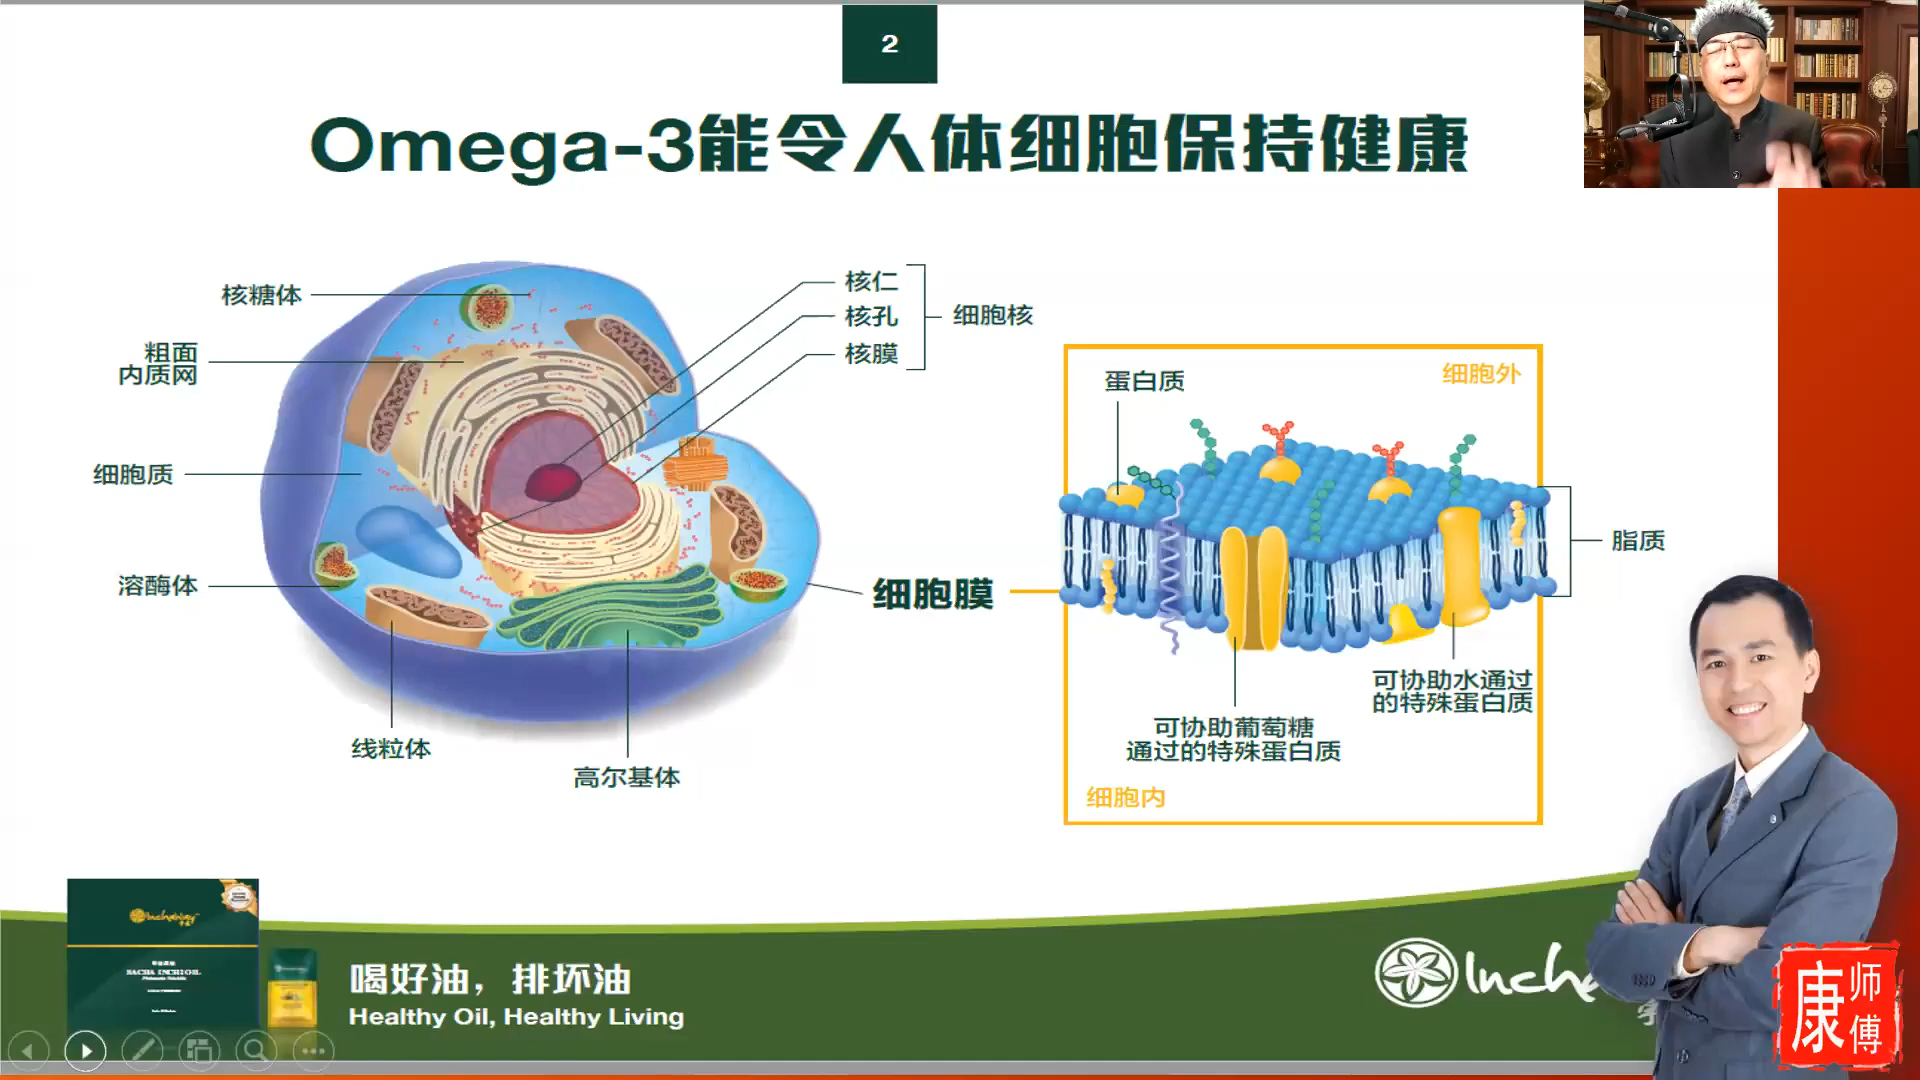 2
Omega-3能令人体细胞保持健康
核糖体
粗面
内质网
细胞质
溶酶体
线粒体
高尔基体
核仁
核孔
核膜
细胞核
细胞膜
蛋白质
细胞外
脂质
可协助水通过
的特殊蛋白质
可协助葡萄糖
通过的特殊蛋白质
细胞内
InchaWay
SACHA INCHI OIL
喝好油，排坏油
Healthy Oil, Healthy Living
Incha
康师傅